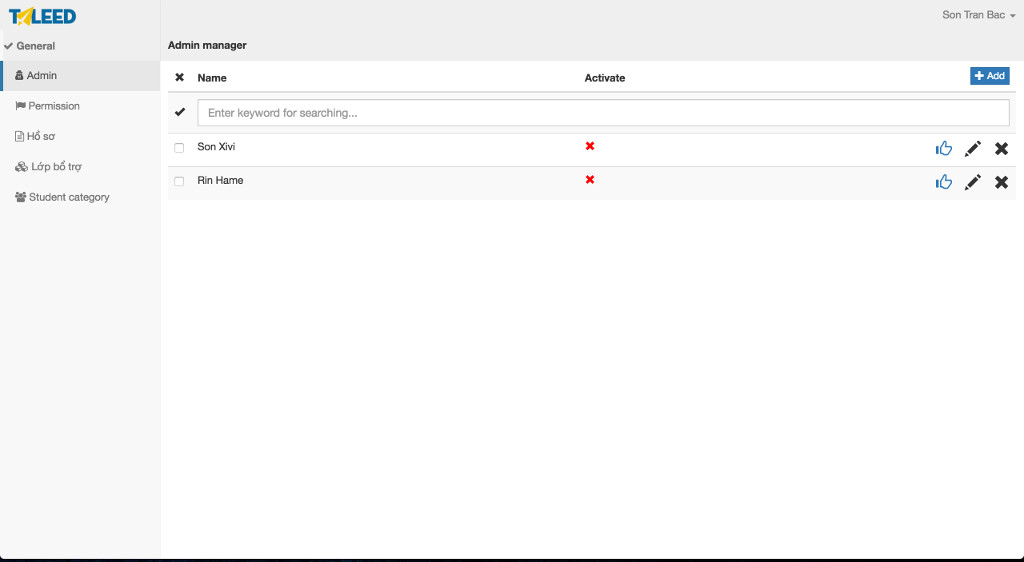 TALEED
Son Tran Bac
General
Admin manager
Admin
Permission
Hồ sơ
Lớp bổ trợ
Student category
Name Activate Add
Enter keyword for searching...
Son Xivi
Rin Hame